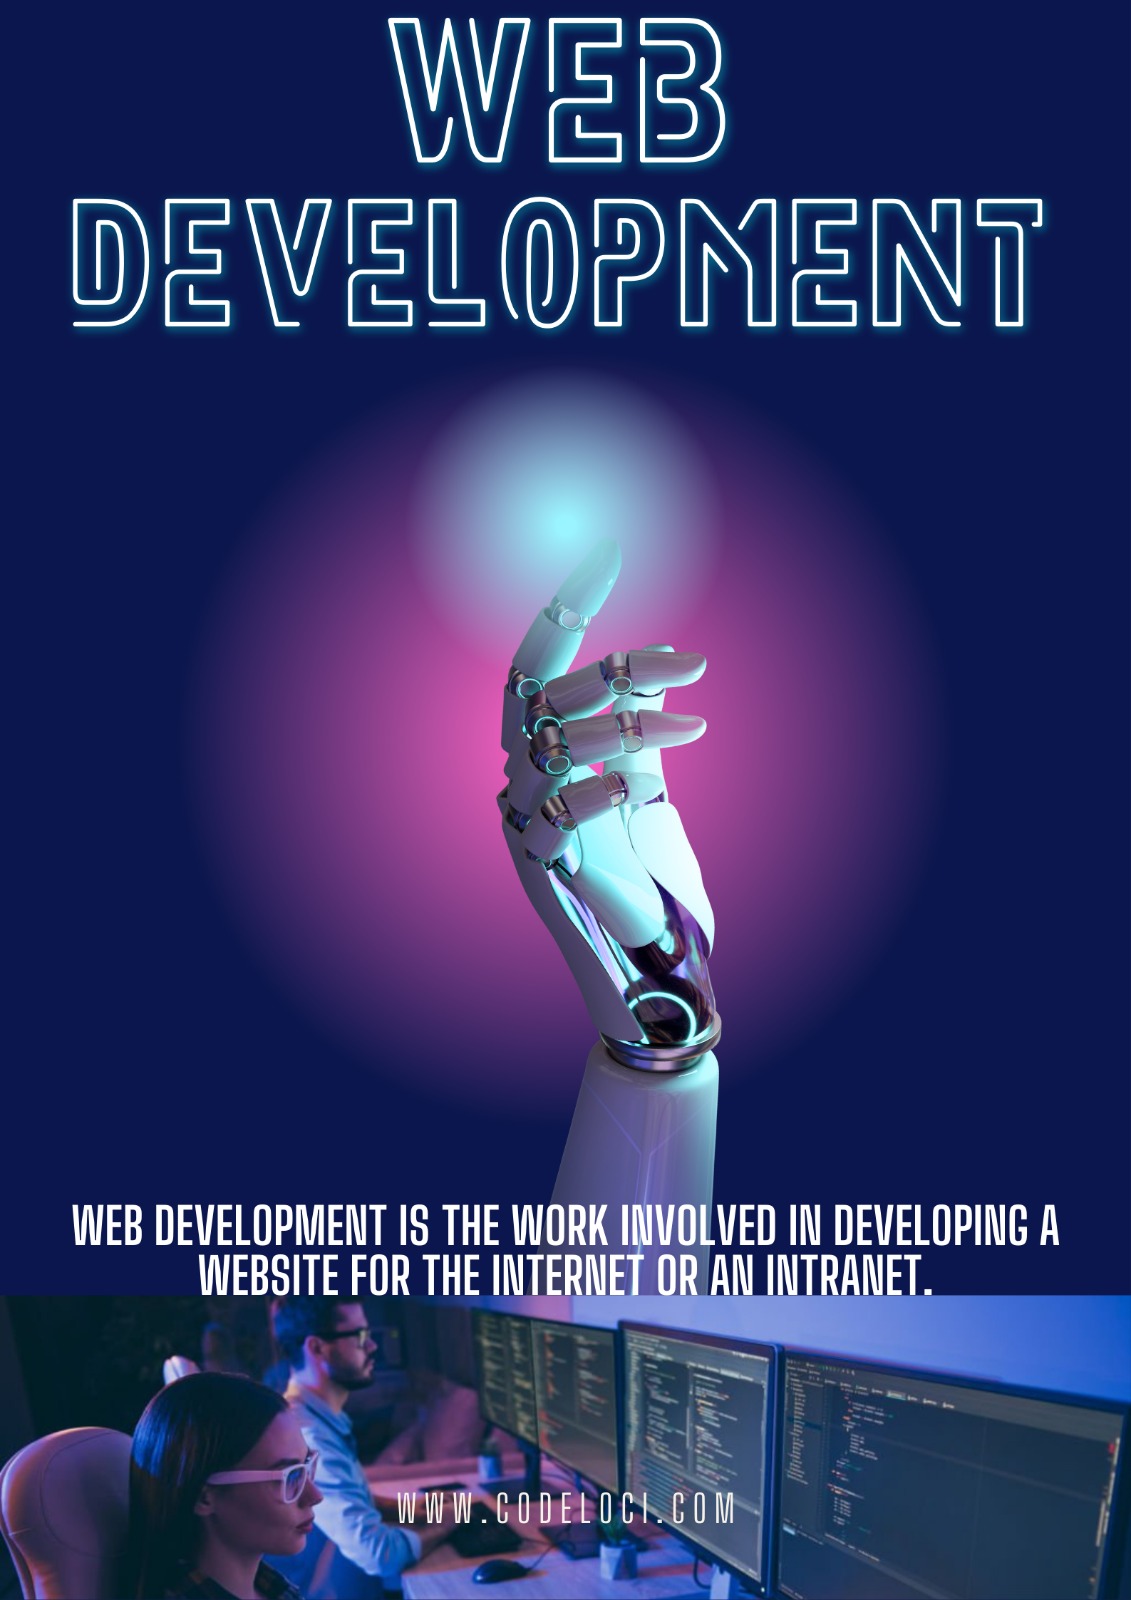 WEB
DEVELOPMENT
WEB DEVELOPMENT IS THE WORK INVOLVED IN DEVELOPING A
WEBSITE FOR THE INTERNET OR AN INTRANET.
WWW.CODELOCI.COM